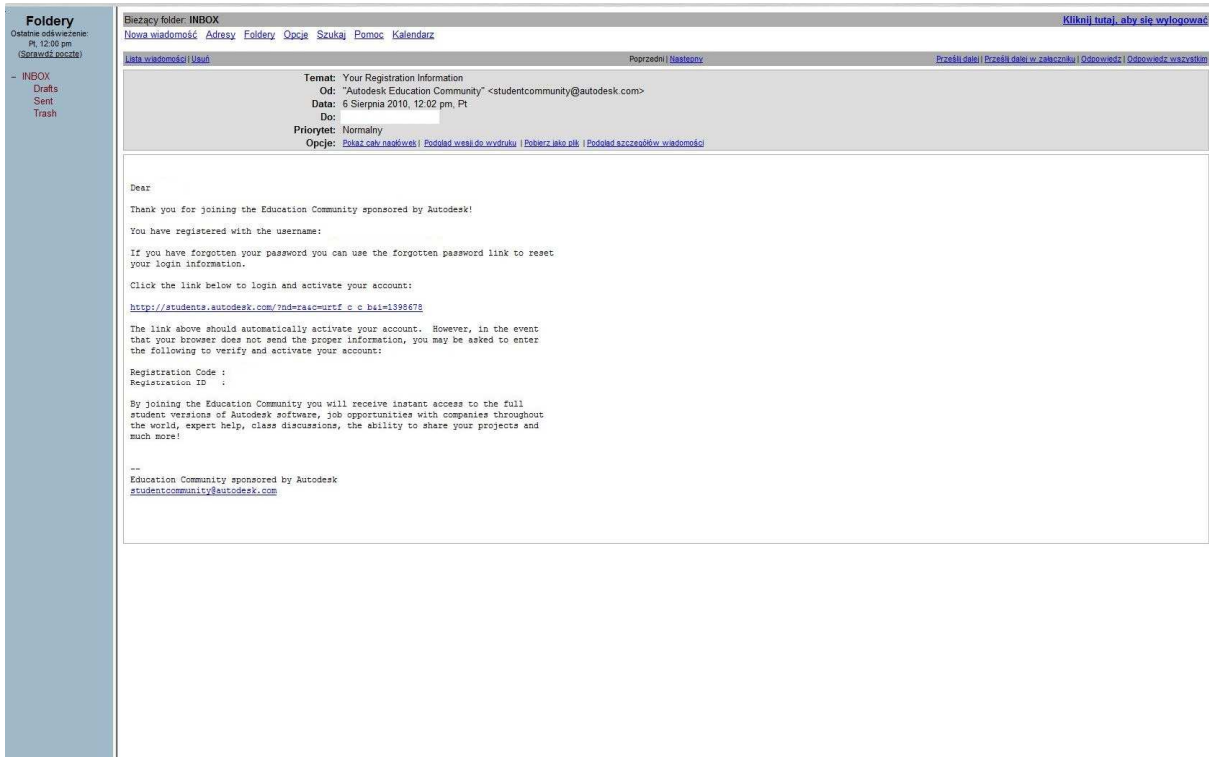 Foldery
Ostatnie odświeżenie:
Pt, 12:00 pm
(Sprawdź pocztę)
– INBOX
Drafts
Sent
Trash
Bieżący folder: INBOX
Kliknij tutaj, aby się wylogować
Nowa wiadomość Adresy Foldery Opcje Szukaj Pomoc Kalendarz
Lista wiadomości | Usuń
Poprzedni | Następny
Prześlij dalej | Prześlij dalej w załączniku | Odpowiedz | Odpowiedz wszystkim
Temat: Your Registration Information
Od: "Autodesk Education Community" <studentcommunity@autodesk.com>
Data: 6 Sierpnia 2010, 12:02 pm, Pt
Do:
Priorytet: Normalny
Opcje: Pokaż cały nagłówek | Podgląd wesji do wydruku | Pobierz jako plik | Podgląd szczegółów wiadomości
Dear
Thank you for joining the Education Community sponsored by Autodesk!
You have registered with the username:
If you have forgotten your password you can use the forgotten password link to reset
your login information.
Click the link below to login and activate your account:
http://students.autodesk.com/?nd=ra&c=urtf c c b&i=1398678
The link above should automatically activate your account. However, in the event
that your browser does not send the proper information, you may be asked to enter
the following to verify and activate your account:
Registration Code :
Registration ID :
By joining the Education Community you will receive instant access to the full
student versions of Autodesk software, job opportunities with companies throughout
the world, expert help, class discussions, the ability to share your projects and
much more!
--
Education Community sponsored by Autodesk
studentcommunity@autodesk.com